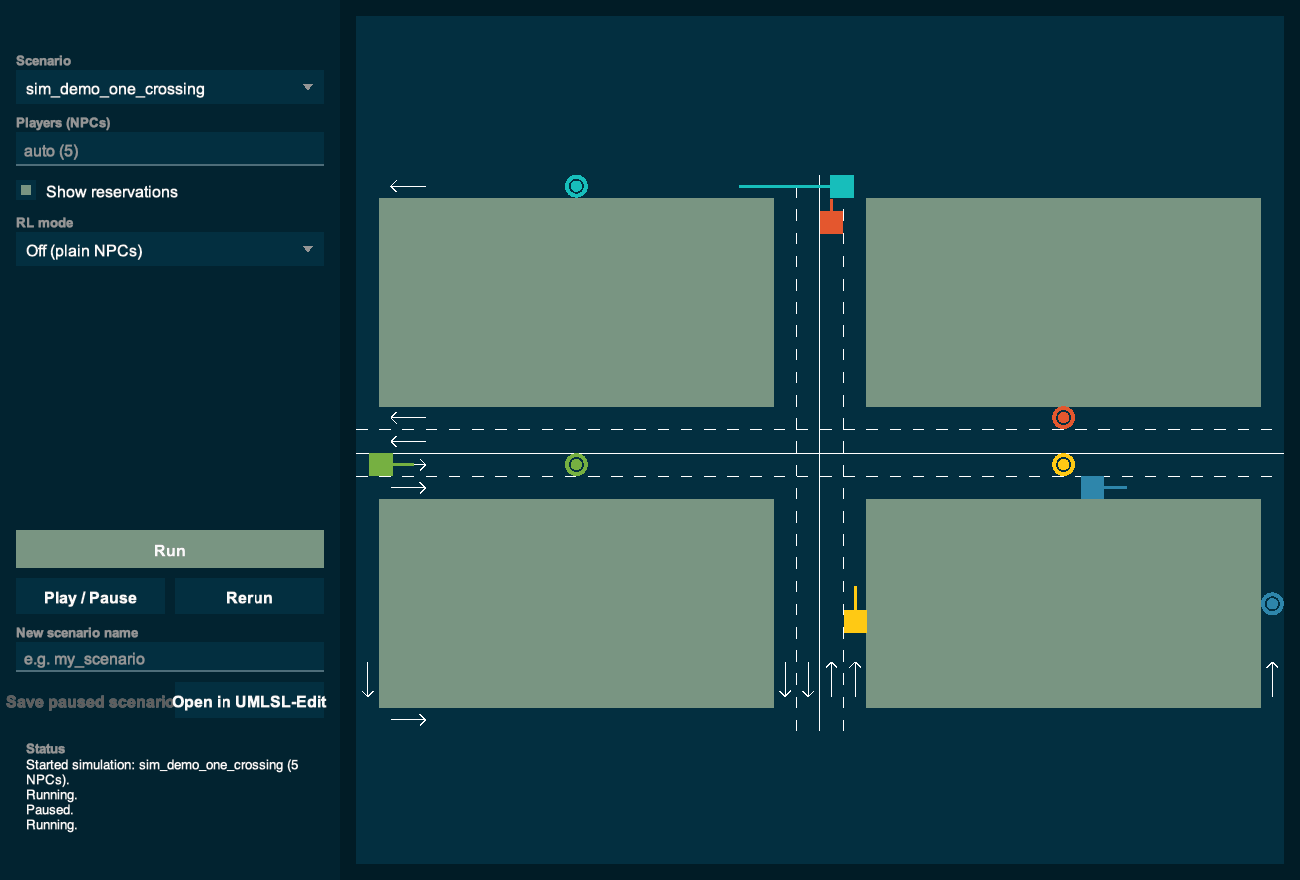 Scenario
sim_demo_one_crossing
Players (NPCs)
auto (5)
Show reservations
RL mode
Off (plain NPCs)
Run
Play / Pause
Rerun
New scenario name
e.g. my_scenario
Save paused scenario
Open in UMLSL-Edit
Status
Started simulation: sim_demo_one_crossing (5
NPCs).
Running.
Paused.
Running.